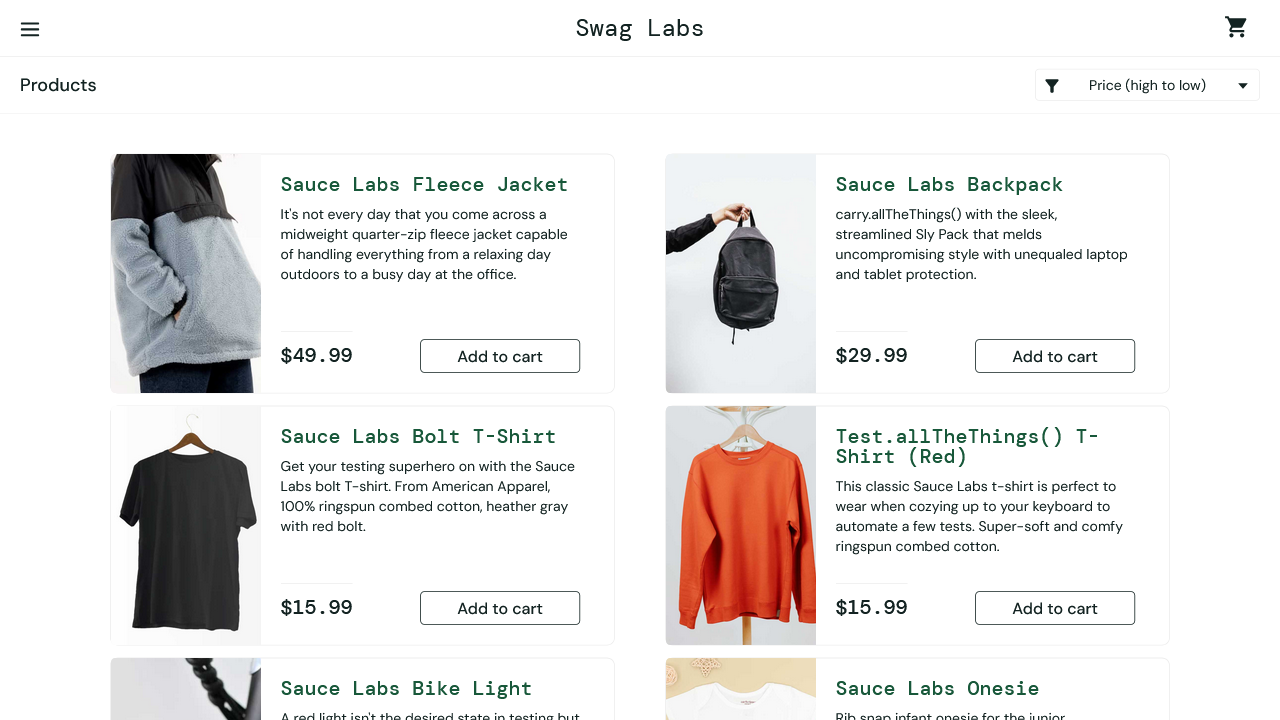 Swag Labs
Products
Price (high to low)
Sauce Labs Fleece Jacket
It's not every day that you come across a
midweight quarter-zip fleece jacket capable
of handling everything from a relaxing day
outdoors to a busy day at the office.
$49.99
Add to cart
Sauce Labs Backpack
carry.allTheThings() with the sleek,
streamlined Sly Pack that melds
uncompromising style with unequaled laptop
and tablet protection.
$29.99
Add to cart
Sauce Labs Bolt T-Shirt
Get your testing superhero on with the Sauce
Labs bolt T-shirt. From American Apparel,
100% ringspun combed cotton, heather gray
with red bolt.
$15.99
Add to cart
Test.allTheThings() T-
Shirt (Red)
This classic Sauce Labs t-shirt is perfect to
wear when cozying up to your keyboard to
automate a few tests. Super-soft and comfy
ringspun combed cotton.
$15.99
Add to cart
Sauce Labs Bike Light
A red light isn't the desired state in testing but
Sauce Labs Onesie
Rib snap infant onesie for the junior